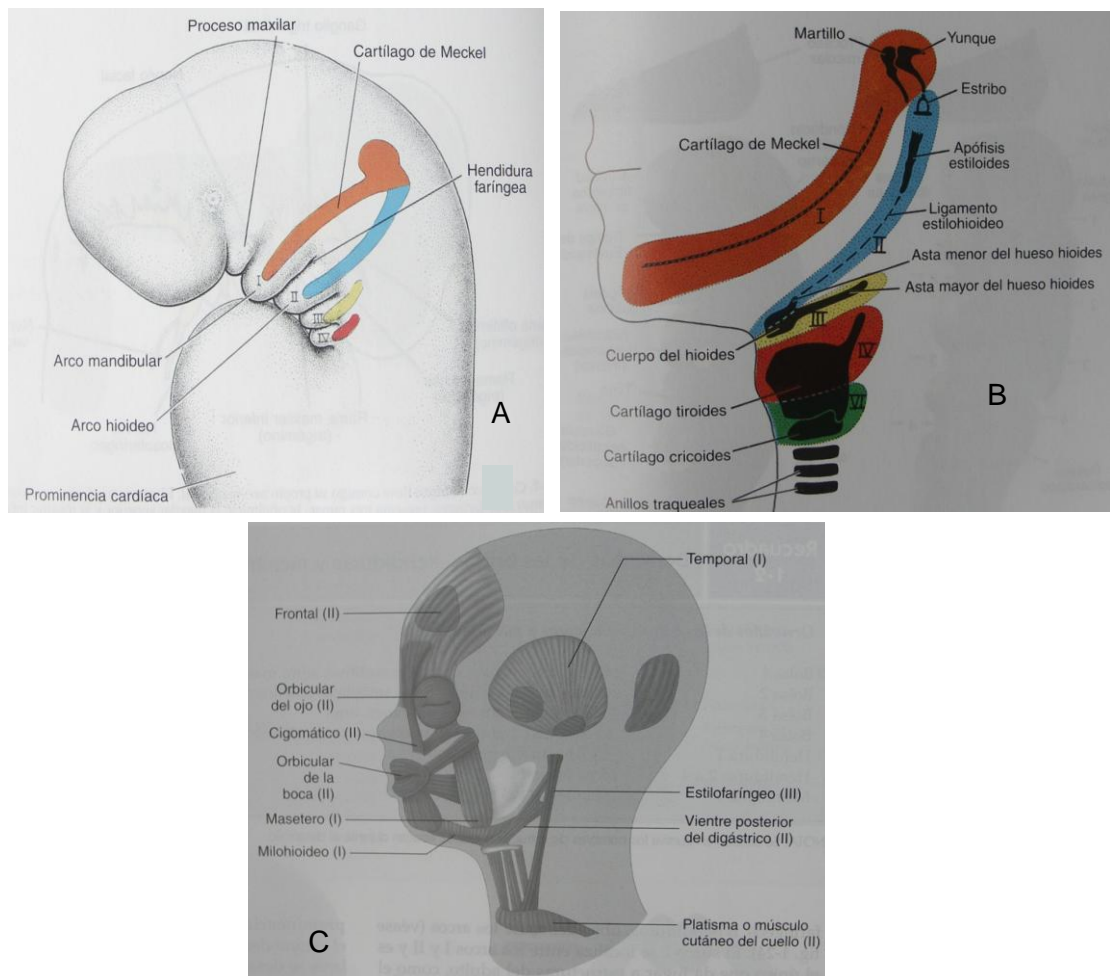 Proceso maxilar
Cartílago de Meckel
Hendidura
faríngea
I
II
III
IV
Arco mandibular
Arco hioideo
Prominencia cardíaca
A
Martillo
Yunque
Estribo
Cartílago de Meckel
Apófisis
estiloides
I
Ligamento
estilohioideo
II
Asta menor del hueso hioides
Asta mayor del hueso hioides
III
Cuerpo del hioides
IV
Cartílago tiroides
VI
Cartílago cricoides
Anillos traqueales
B
Recuadro
Temporal (I)
Frontal (II)
Orbicular
del ojo (II)
Cigomático (II)
Orbicular
de la
boca (II)
Masetero (I)
Milohioideo (I)
Estilofaríngeo (III)
Vientre posterior
del digástrico (II)
Platisma o músculo
cutáneo del cuello (II)
C